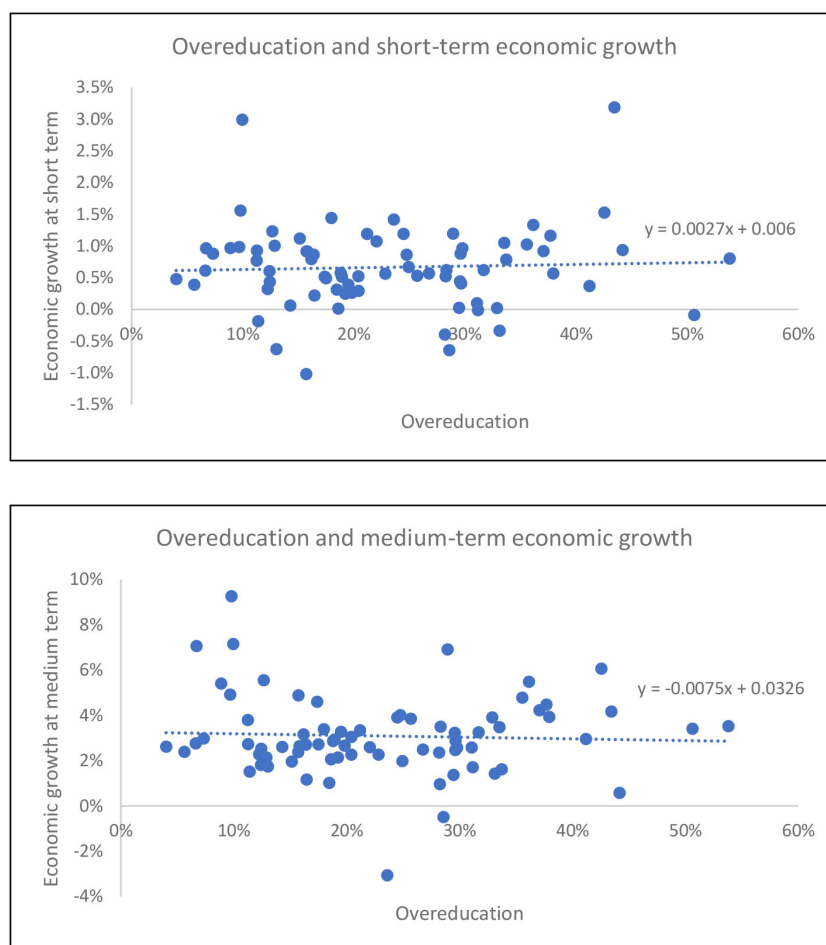 Overeducation and short-term economic growth
Economic growth at short term
3.5%
3.0%
2.5%
2.0%
1.5%
1.0%
0.5%
0.0%
-0.5%
-1.0%
-1.5%
y = 0.0027x + 0.006
0% 10% 20% 30% 40% 50% 60%
Overeducation
Overeducation and medium-term economic growth
Economic growth at medium term
10%
8%
6%
4%
2%
0%
-2%
-4%
y = -0.0075x + 0.0326
0% 10% 20% 30% 40% 50% 60%
Overeducation